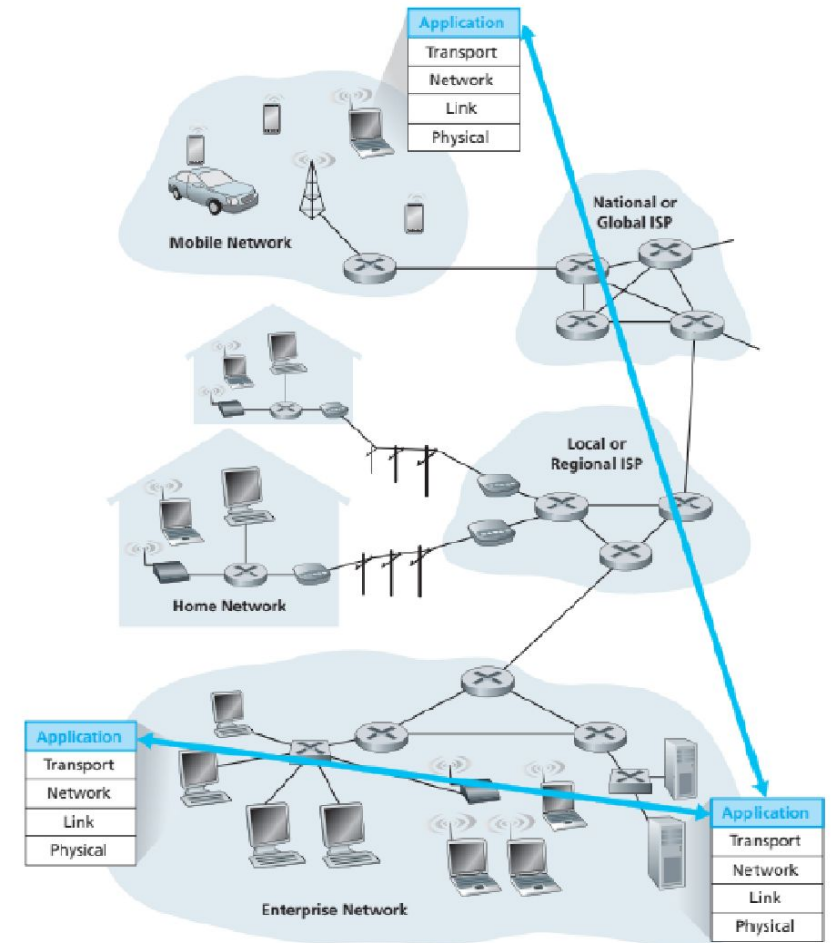 Application
Transport
Network
Link
Physical
National or
Global ISP
Mobile Network
Local or
Regional ISP
Home Network
Application
Transport
Network
Link
Physical
Application
Transport
Network
Link
Physical
Enterprise Network